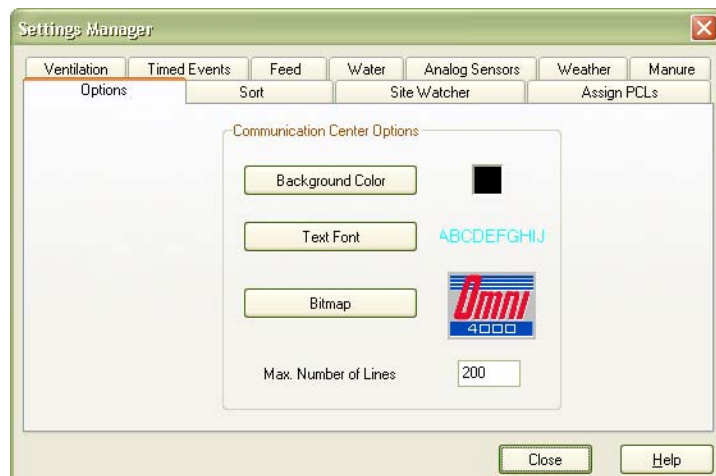 Settings Manager
Ventilation Timed Events Feed Water Analog Sensors Weather Manure
Options Sort Site Watcher Assign PCLs
Communication Center Options
Background Color
Text Font ABCDEFGHIJ
Bitmap Omni
4000
Max. Number of Lines 200
Close Help